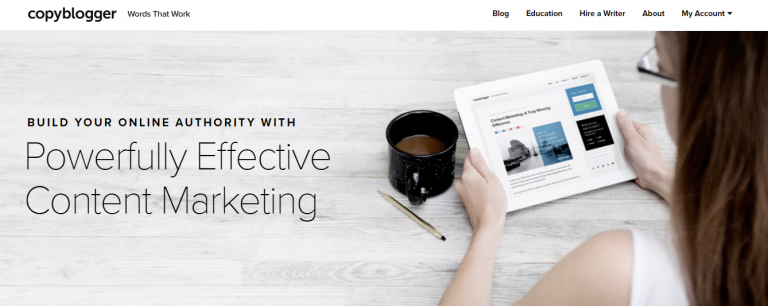 copyblogger
Words That Work
Blog
Education
Hire a Writer
About
My Account
BUILD YOUR ONLINE AUTHORITY WITH
Powerfully Effective
Content Marketing
copyblogger
Content Marketing: A Truly Moving
Difference